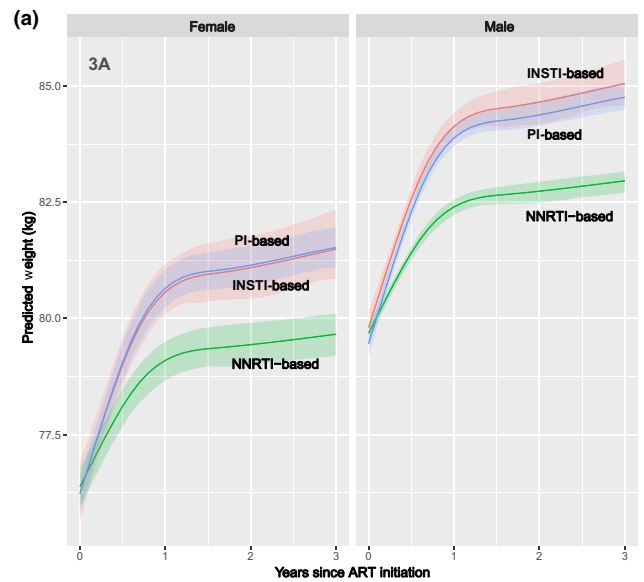 (a)
Female
Male
3A
INSTI-based
PI-based
NNRTI−based
PI-based
INSTI-based
NNRTI−based
85.0
82.5
80.0
77.5
Predicted weight (kg)
0 1 2 3 0 1 2 3
Years since ART initiation